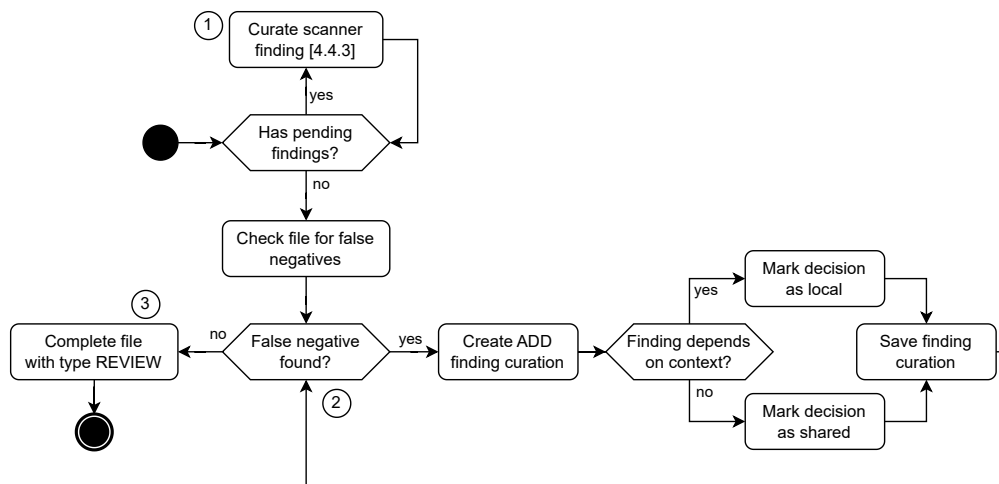 1
Curate scanner
finding [4.4.3]
yes
Has pending
findings?
no
Check file for false
negatives
3
Complete file
with type REVIEW
no
False negative
found?
yes
2
Create ADD
finding curation
Finding depends
on context?
yes
Mark decision
as local
no
Mark decision
as shared
Save finding
curation